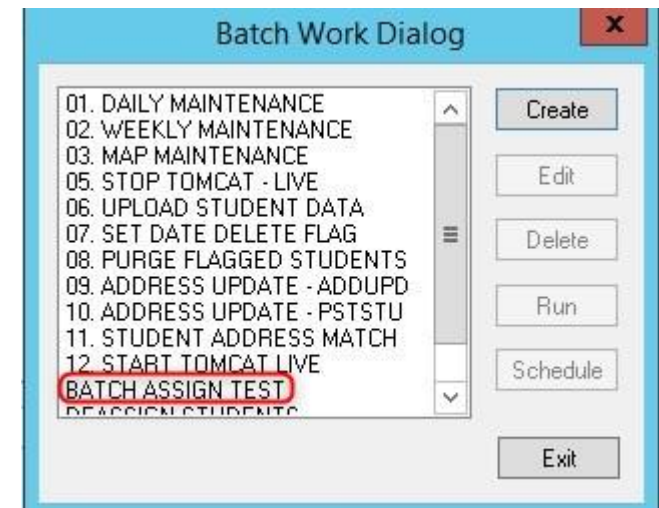 Batch Work Dialog
x
01. DAILY MAINTENANCE
02. WEEKLY MAINTENANCE
03. MAP MAINTENANCE
05. STOP TOMCAT - LIVE
06. UPLOAD STUDENT DATA
07. SET DATE DELETE FLAG
08. PURGE FLAGGED STUDENTS
09. ADDRESS UPDATE - ADDUPD
10. ADDRESS UPDATE - PSTSTU
11. STUDENT ADDRESS MATCH
12. START TOMCAT LIVE
BATCH ASSIGN TEST
DEASSIGN STUDENTS
Create
Edit
Delete
Run
Schedule
Exit